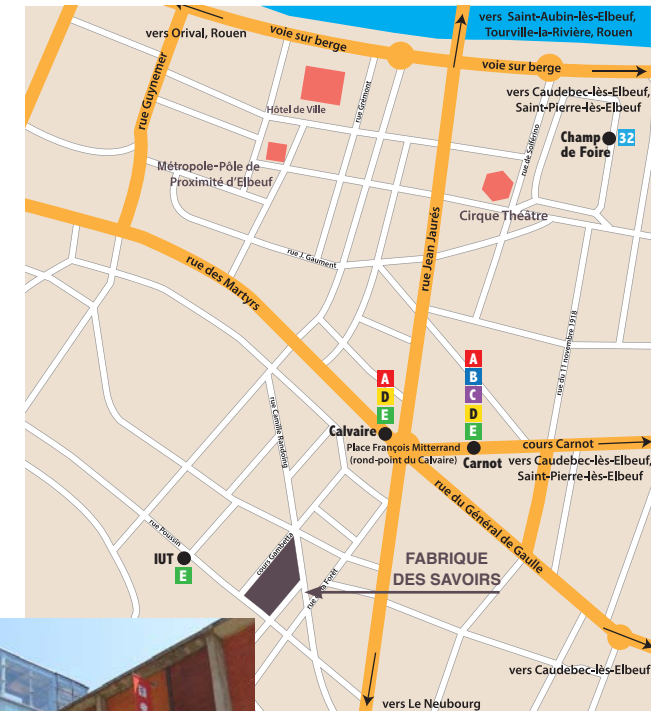 vers Saint-Aubin-lès-Elbeuf,
Tourville-la-Rivière, Rouen
vers Orival, Rouen
voie sur berge
voie sur berge
vers Caudebec-lès-Elbeuf,
Saint-Pierre-lès-Elbeuf
rue Guynemer
Hôtel de Ville
rue Grémont
rue de Solférino
Champ
de Foire
32
Métropole-Pôle de
Proximité d'Elbeuf
Cirque Théâtre
rue J. Gaument
rue Jean Jaurés
rue des Martyrs
rue du 11 novembre 1918
A
D
E
A
B
C
D
E
Calvaire
Place François Mitterrand
(rond-point du Calvaire)
Carnot
cours Carnot
vers Caudebec-lès-Elbeuf,
Saint-Pierre-lès-Elbeuf
rue Camille Randoing
rue du Général de Gaulle
rue Poussin
IUT
E
cours Gambetta
FABRIQUE
DES SAVOIRS
Forêt
vers Caudebec-lès-Elbeuf
vers Le Neubourg